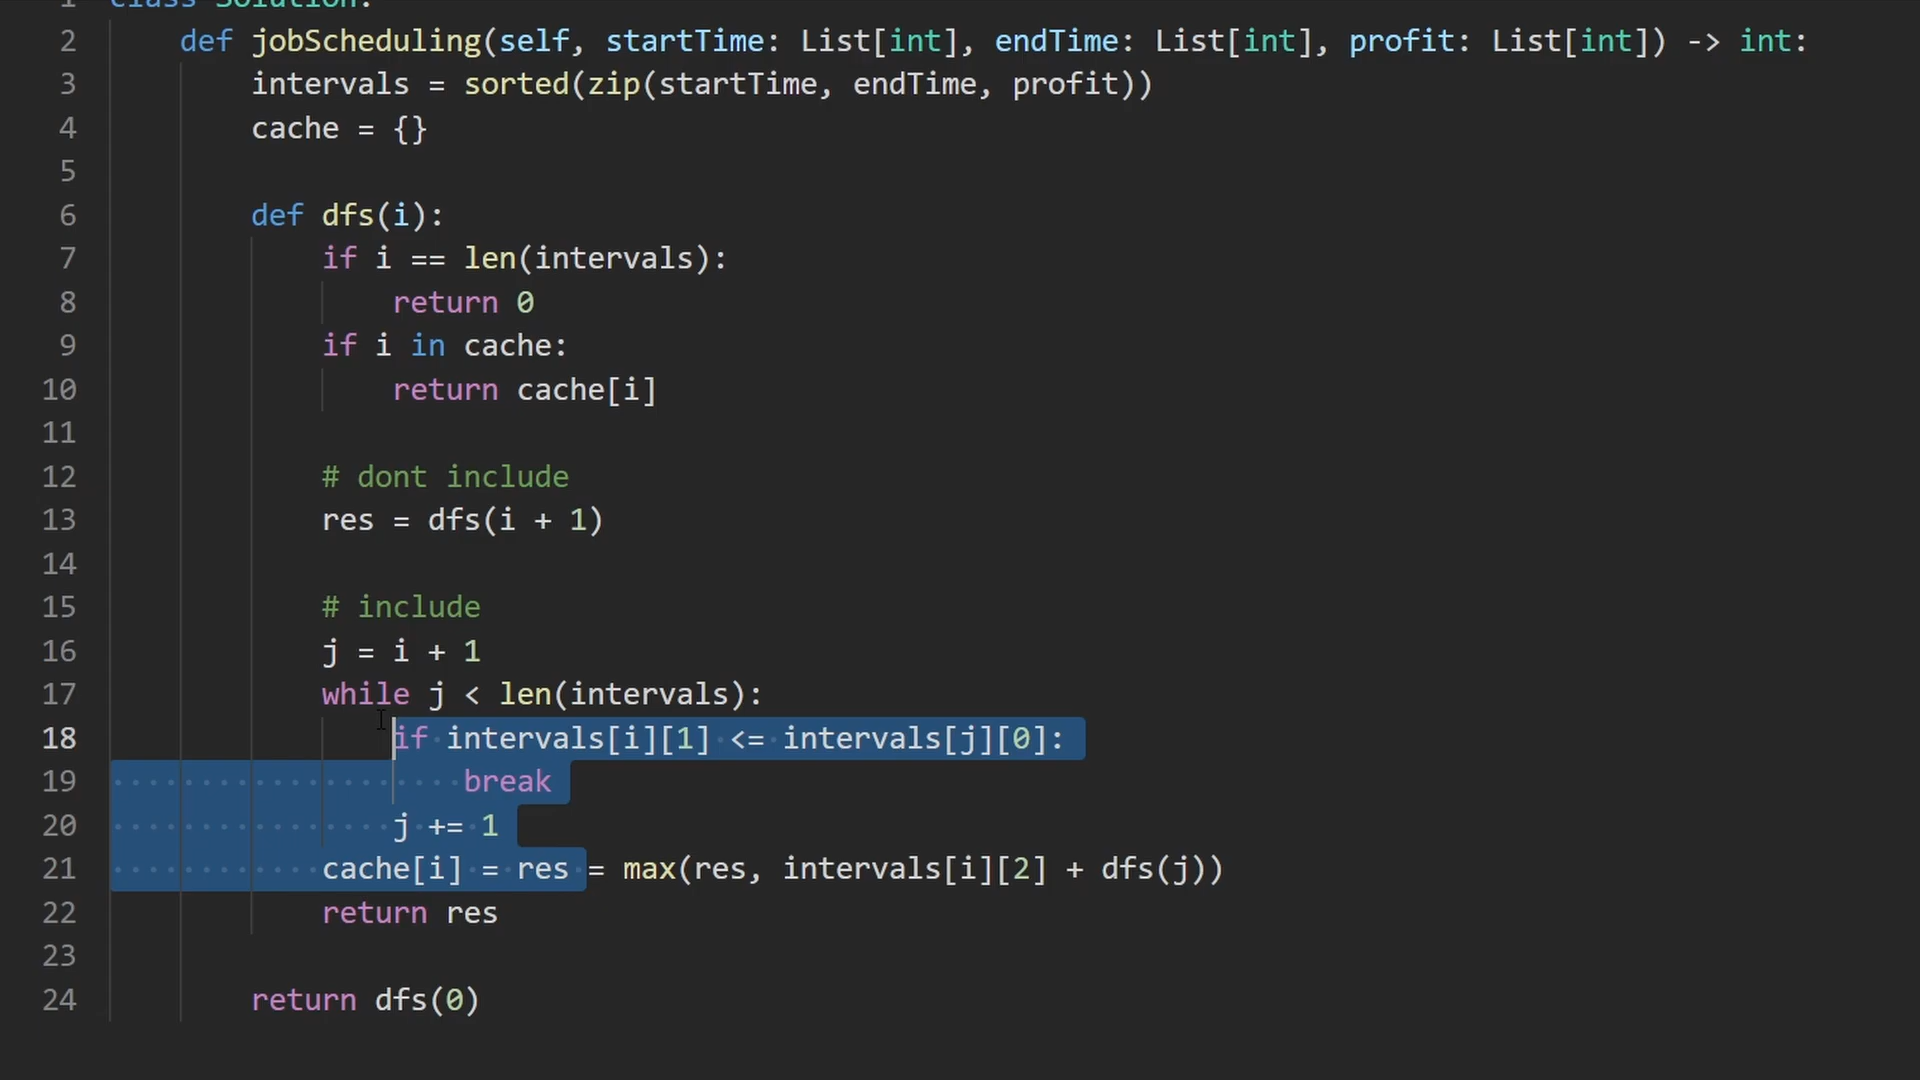 1 class Solution:
2 def jobScheduling(self, startTime: List[int], endTime: List[int], profit: List[int]) -> int:
3 intervals = sorted(zip(startTime, endTime, profit))
4 cache = {}
5
6 def dfs(i):
7 if i == len(intervals):
8 return 0
9 if i in cache:
10 return cache[i]
11
12 # dont include
13 res = dfs(i + 1)
14
15 # include
16 j = i + 1
17 while j < len(intervals):
18 if intervals[i][1] <= intervals[j][0]:
19 break
20 j += 1
21 cache[i] = res = max(res, intervals[i][2] + dfs(j))
22 return res
23
24 return dfs(0)